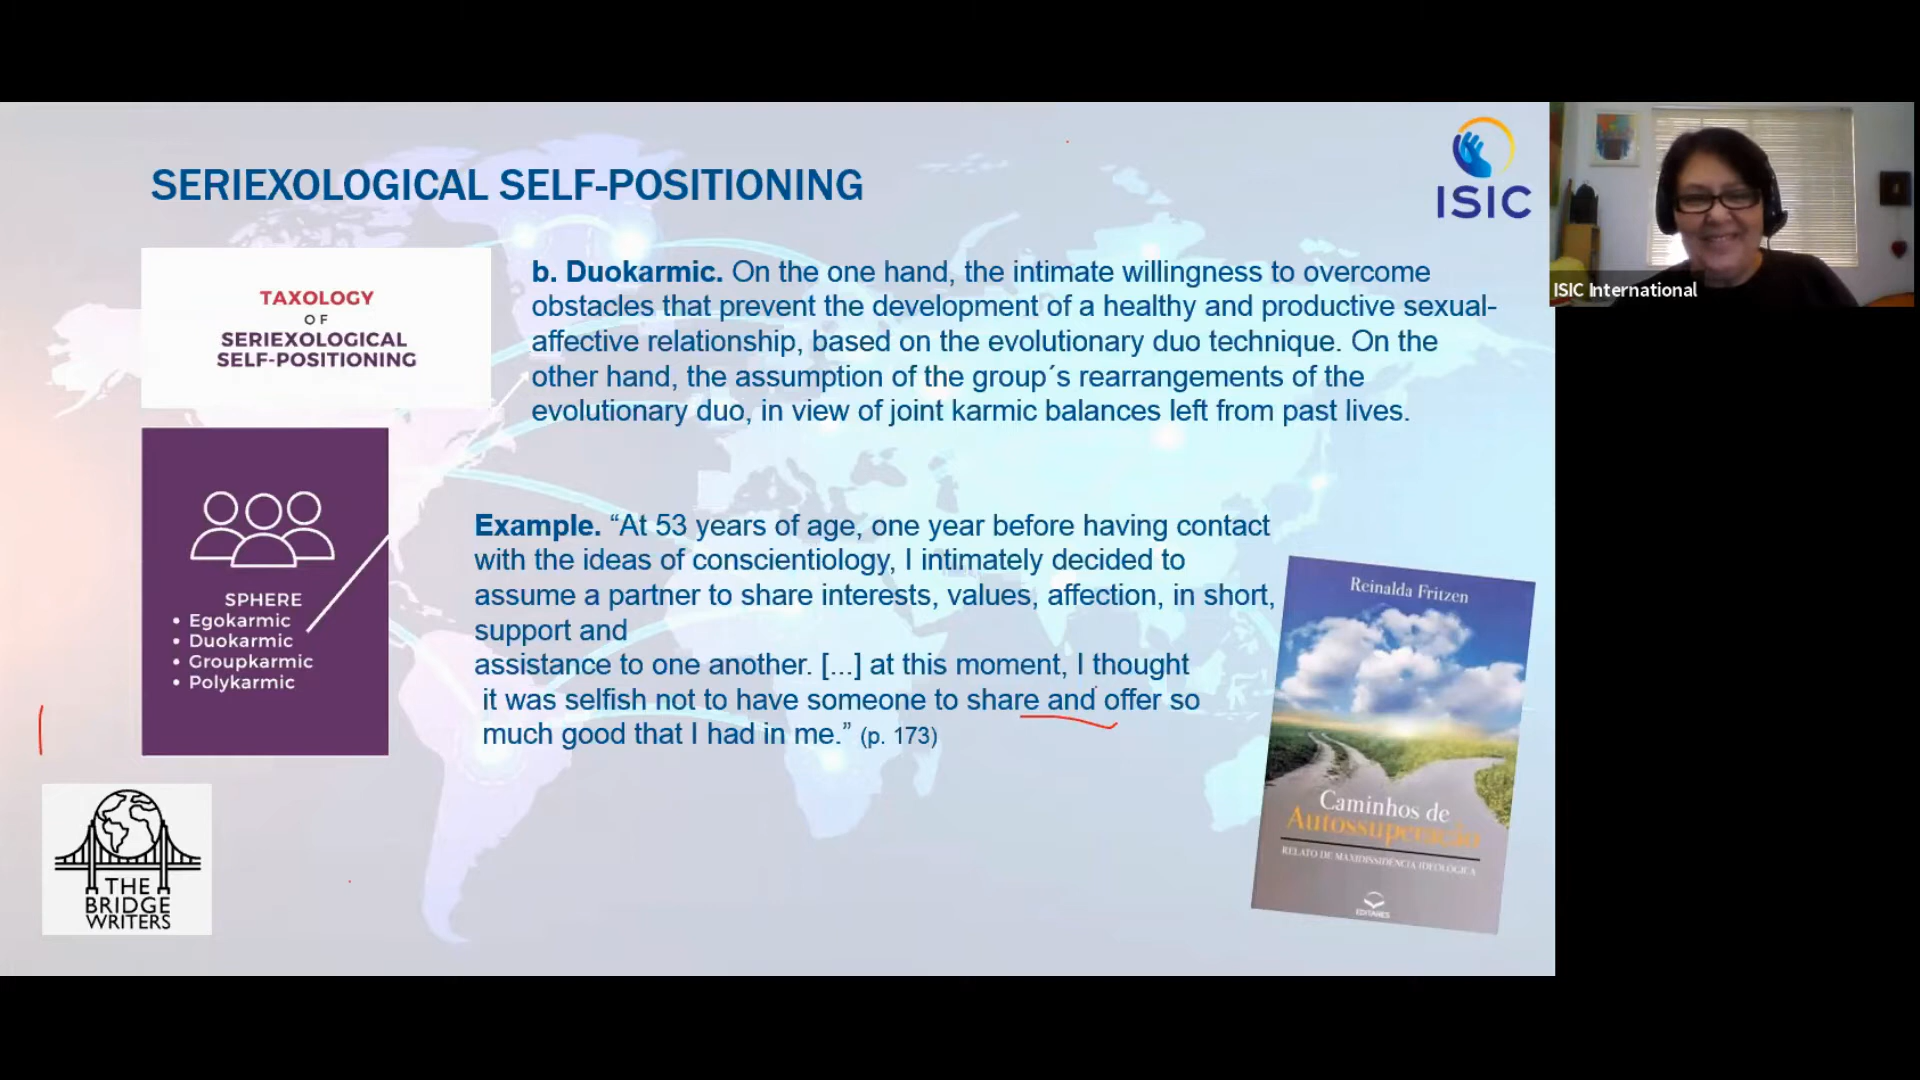 SERIEXOLOGICAL SELF-POSITIONING
ISIC
ISIC International
TAXOLOGY
OF
SERIEXOLOGICAL
SELF-POSITIONING
b. Duokarmic. On the one hand, the intimate willingness to overcome
obstacles that prevent the development of a healthy and productive sexual-
affective relationship, based on the evolutionary duo technique. On the
other hand, the assumption of the group´s rearrangements of the
evolutionary duo, in view of joint karmic balances left from past lives.
SPHERE
• Egokarmic
• Duokarmic
• Groupkarmic
• Polykarmic
Example. “At 53 years of age, one year before having contact
with the ideas of conscientiology, I intimately decided to
assume a partner to share interests, values, affection, in short,
support and
assistance to one another. [...] at this moment, I thought
it was selfish not to have someone to share and offer so
much good that I had in me.” (p. 173)
Reinalda Fritzen
Caminhos de
Autossuperação
RELATO DE MAXIDISSIDÊNCIA IDEOLÓGICA
EDITARES
THE
BRIDGE
WRITERS